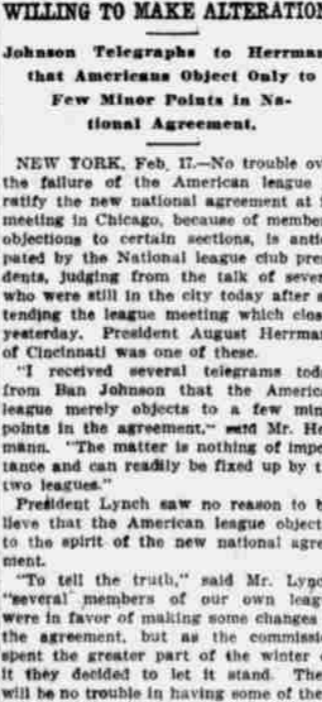 WILLING TO MAKE ALTERATION
Johnson Telegraphs to Herrman
that Americans Object Only to
Few Minor Points in Na-
tional Agreement.
NEW YORK, Feb. 17.—No trouble ov
the failure of the American league
ratify the new national agreement at
meeting in Chicago, because of member
objections to certain sections, is antic
pated by the National league club pres
dents, judging from the talk of sever
who were still in the city today after a
tending the league meeting which clos
yesterday. President August Herrman
of Cincinnati was one of these.
"I received several telegrams toda
from Ban Johnson that the America
league merely objects to a few mino
points in the agreement," said Mr. He
mann. "The matter is nothing of impo
tance and can readily be fixed up by t
two leagues."
President Lynch saw no reason to b
lieve that the American league object
to the spirit of the new national agre
ment.
"To tell the truth," said Mr. Lync
"several members of our own leag
were in favor of making some changes
the agreement, but as the commissio
spent the greater part of the winter
it they decided to let it stand. The
will be no trouble in having some of the